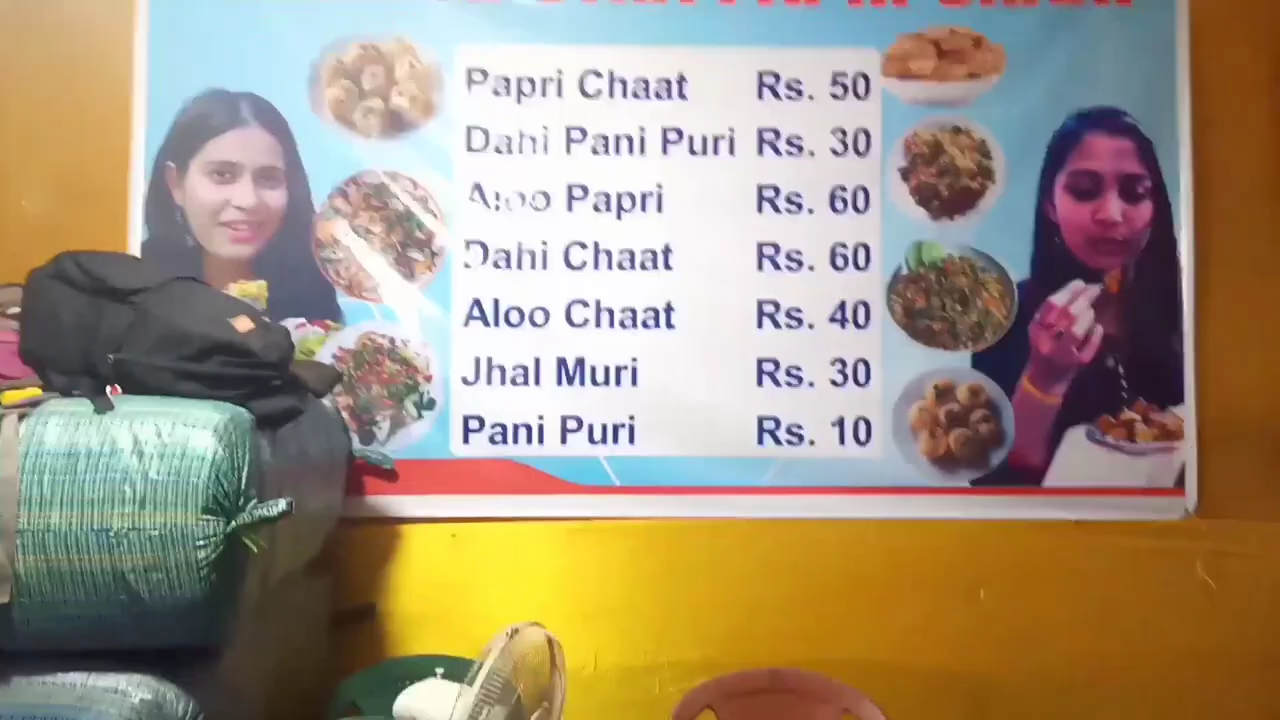 Papri Chaat Rs. 50
Dahi Pani Puri Rs. 30
Aloo Papri Rs. 60
Dahi Chaat Rs. 60
Aloo Chaat Rs. 40
Jhal Muri Rs. 30
Pani Puri Rs. 10